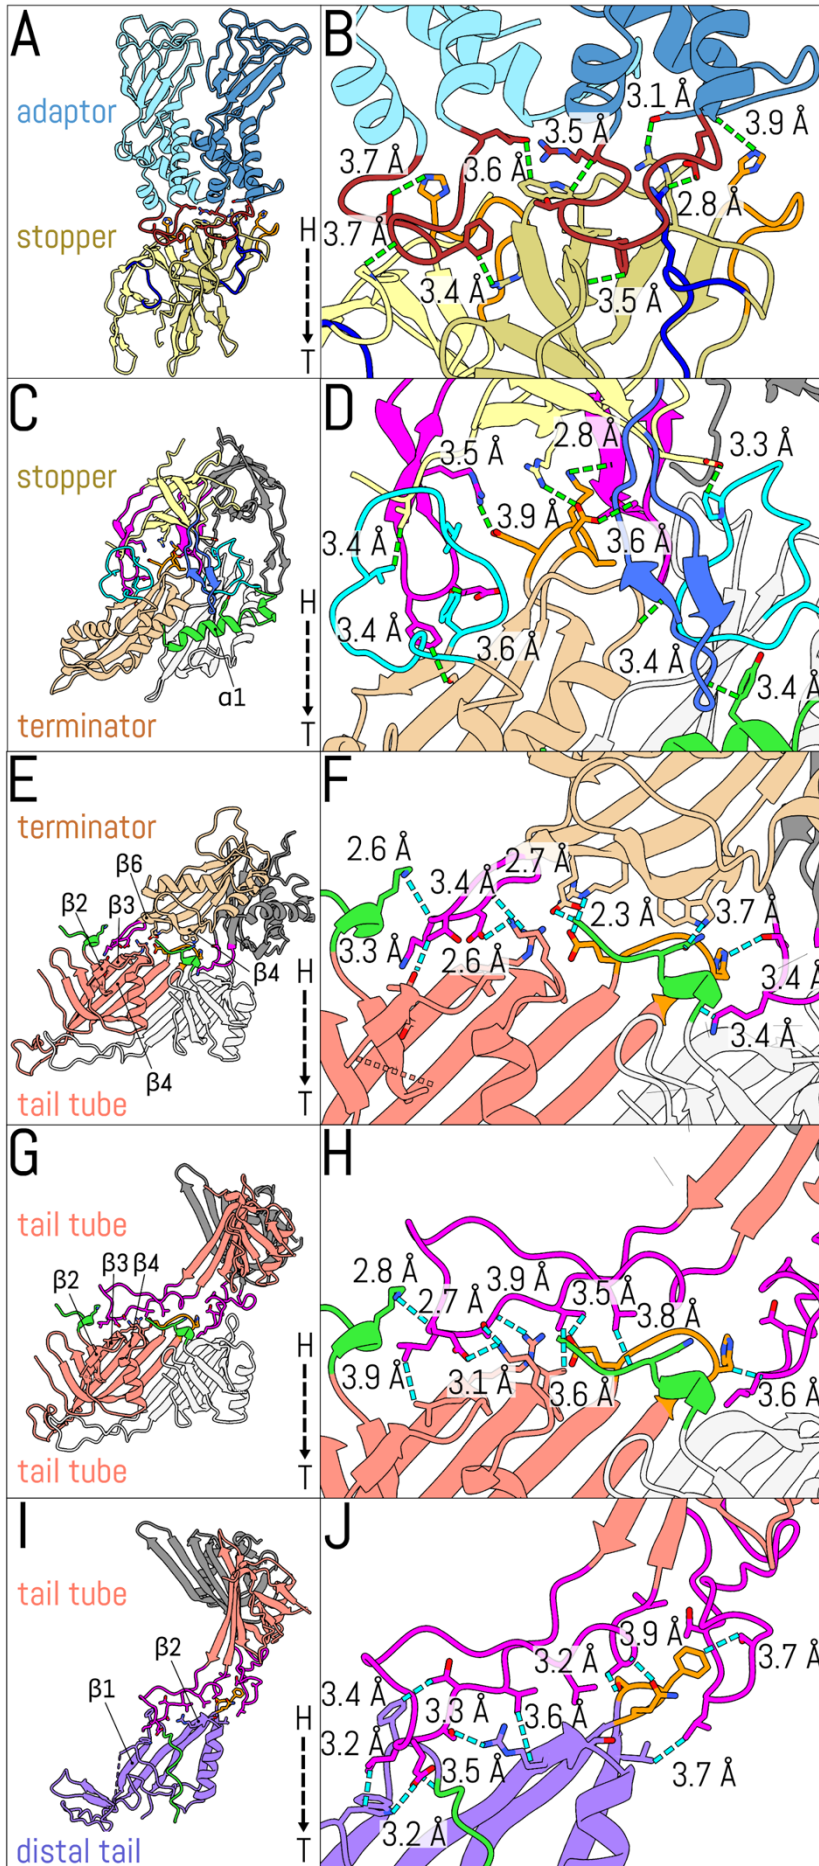 A
adaptor
stopper
H
T
B
3.1 Å
3.5 Å
3.9 Å
3.7 Å
3.6 Å
2.8 Å
3.7 Å
3.4 Å
3.5 Å
C
stopper
H
T
α1
terminator
D
2.8 Å
3.3 Å
3.5 Å
3.9 Å
3.4 Å
3.6 Å
3.4 Å
3.6 Å
3.4 Å
3.4 Å
E
terminator
β6
β2
β3
β4
H
β4
T
tail tube
F
2.6 Å
2.7 Å
3.4 Å
2.3 Å
3.7 Å
3.3 Å
2.6 Å
3.4 Å
3.4 Å
G
tail tube
β3
β4
β2
H
T
tail tube
H
2.8 Å
3.9 Å
3.5 Å
2.7 Å
3.8 Å
3.9 Å
3.1 Å
3.6 Å
3.6 Å
I
tail tube
β2
β1
H
T
distal tail
J
3.9 Å
3.2 Å
3.7 Å
3.4 Å
3.3 Å
3.6 Å
3.2 Å
3.5 Å
3.7 Å
3.2 Å